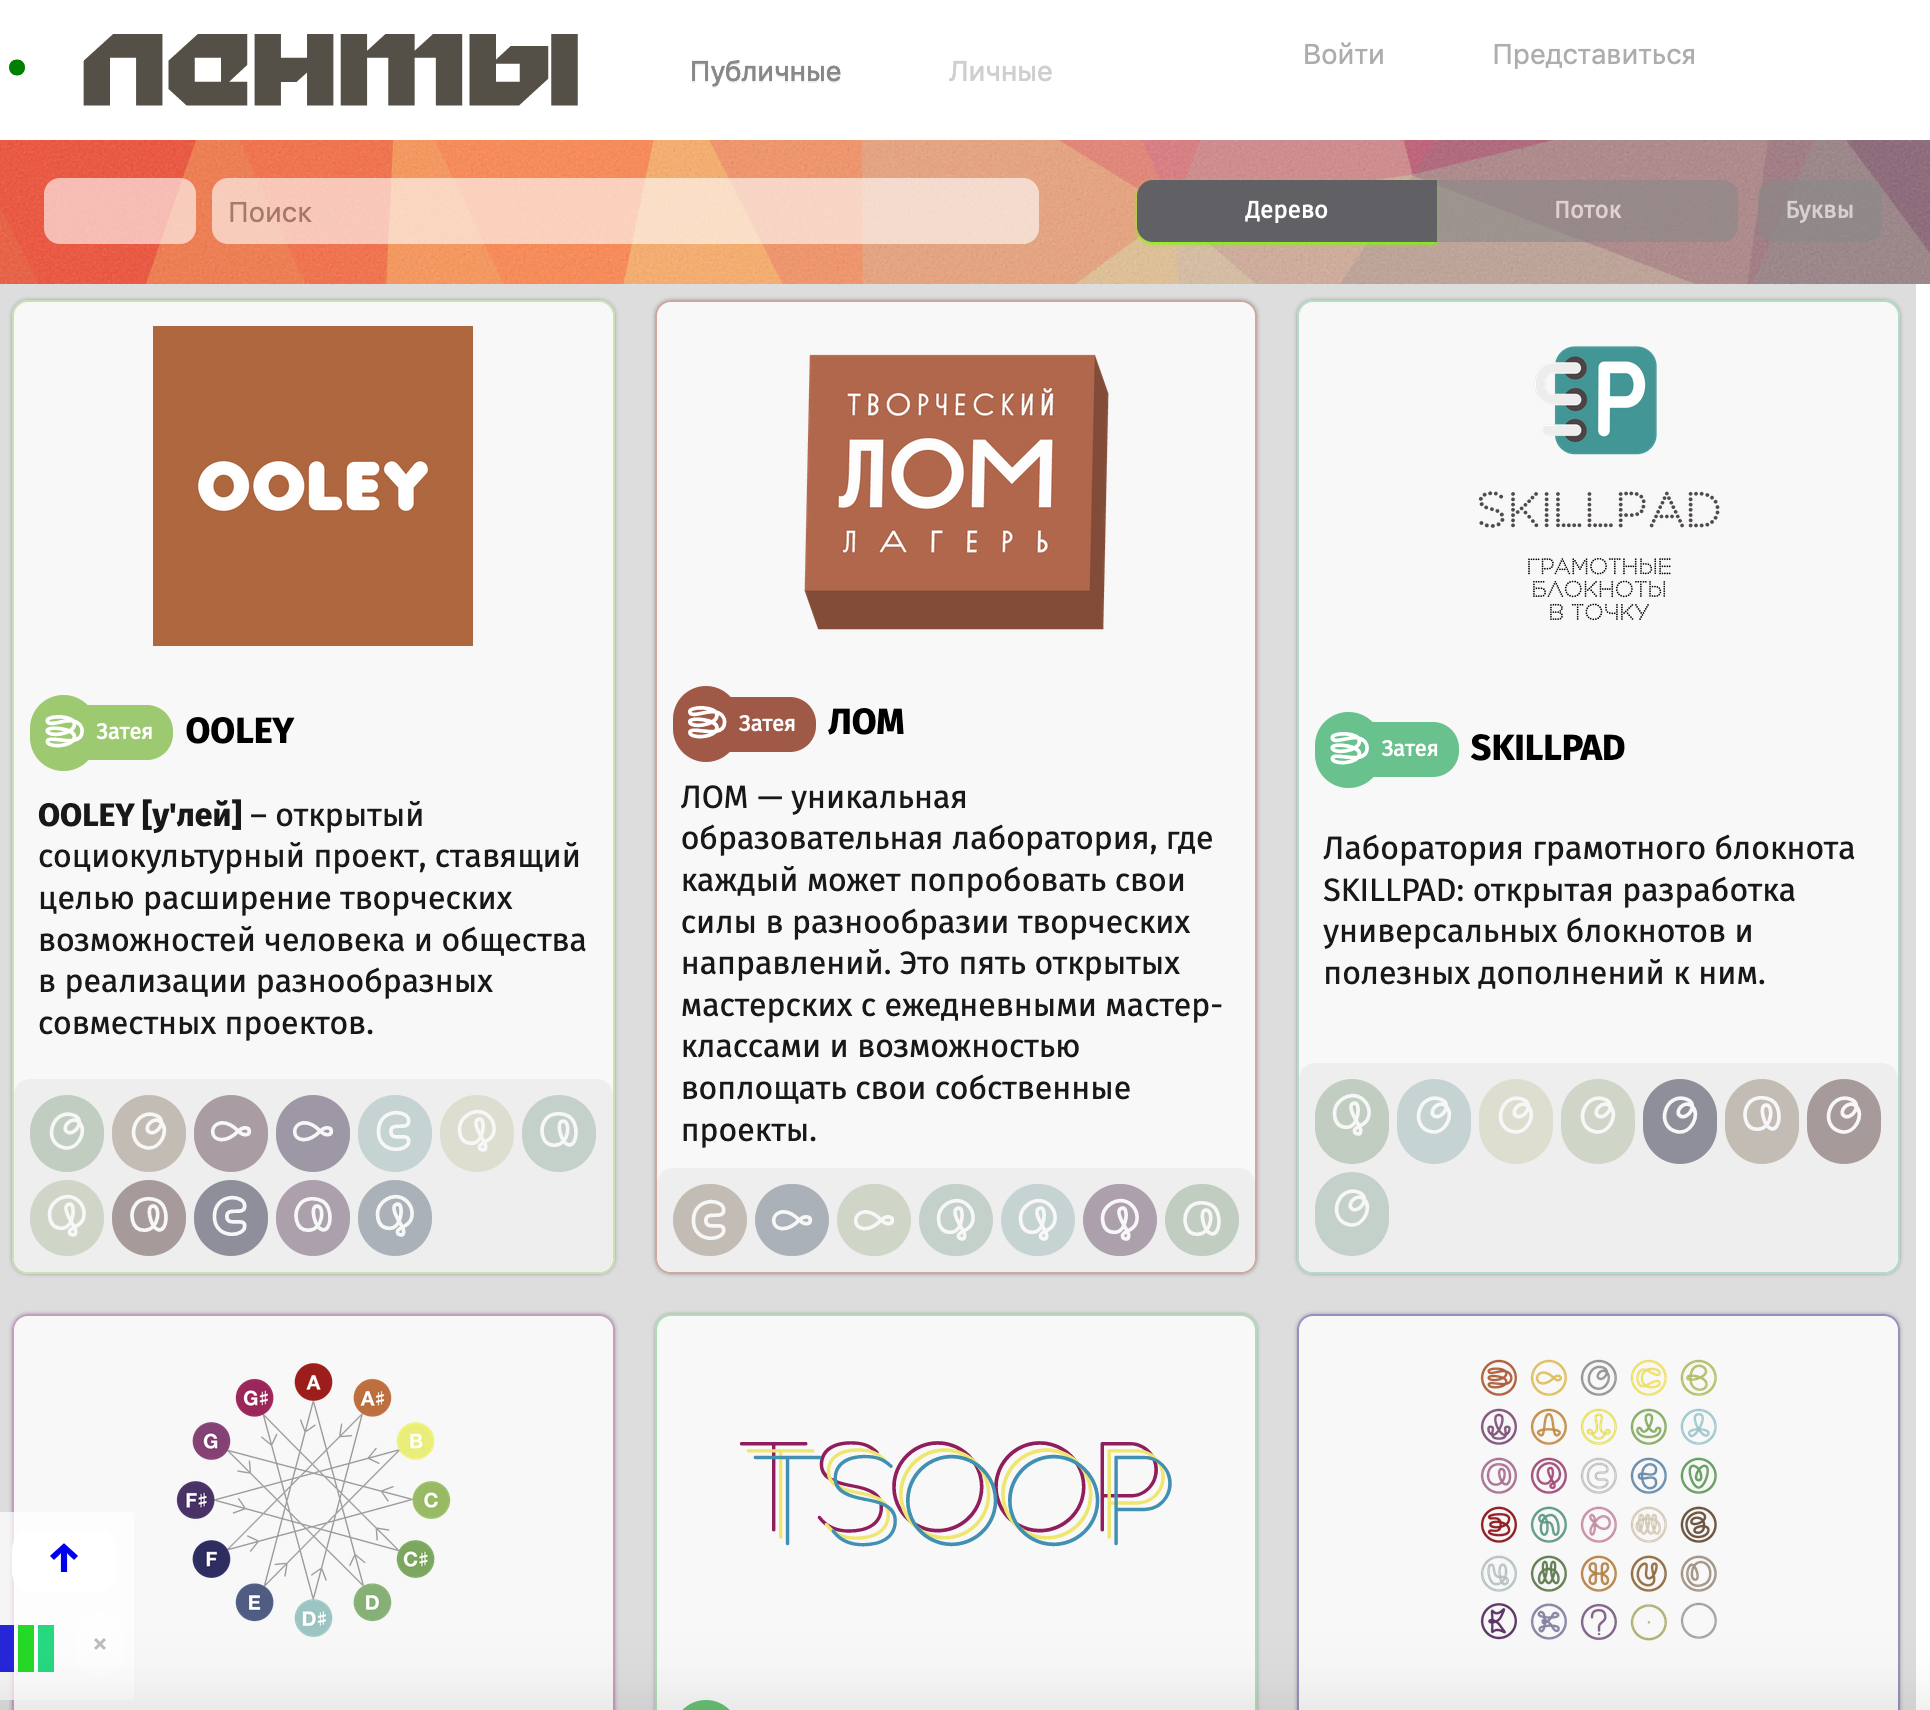 ленты
Публичные
Личные
Войти
Представиться
Поиск
Дерево
Поток
Буквы
OOLEY
Затея
OOLEY
OOLEY [у'лей] – открытый
социокультурный проект, ставящий
целью расширение творческих
возможностей человека и общества
в реализации разнообразных
совместных проектов.
ТВОРЧЕСКИЙ
ЛОМ
ЛАГЕРЬ
Затея
ЛОМ
ЛОМ — уникальная
образовательная лаборатория, где
каждый может попробовать свои
силы в разнообразии творческих
направлений. Это пять открытых
мастерских с ежедневными мастер-
классами и возможностью
воплощать свои собственные
проекты.
SP
SKILLPAD
ГРАМОТНЫЕ
БЛОКНОТЫ
В ТОЧКУ
Затея
SKILLPAD
Лаборатория грамотного блокнота
SKILLPAD: открытая разработка
универсальных блокнотов и
полезных дополнений к ним.
A
A♯
B
C
C♯
D
D♯
E
F
F♯
G
G♯
TSOOP
?
×